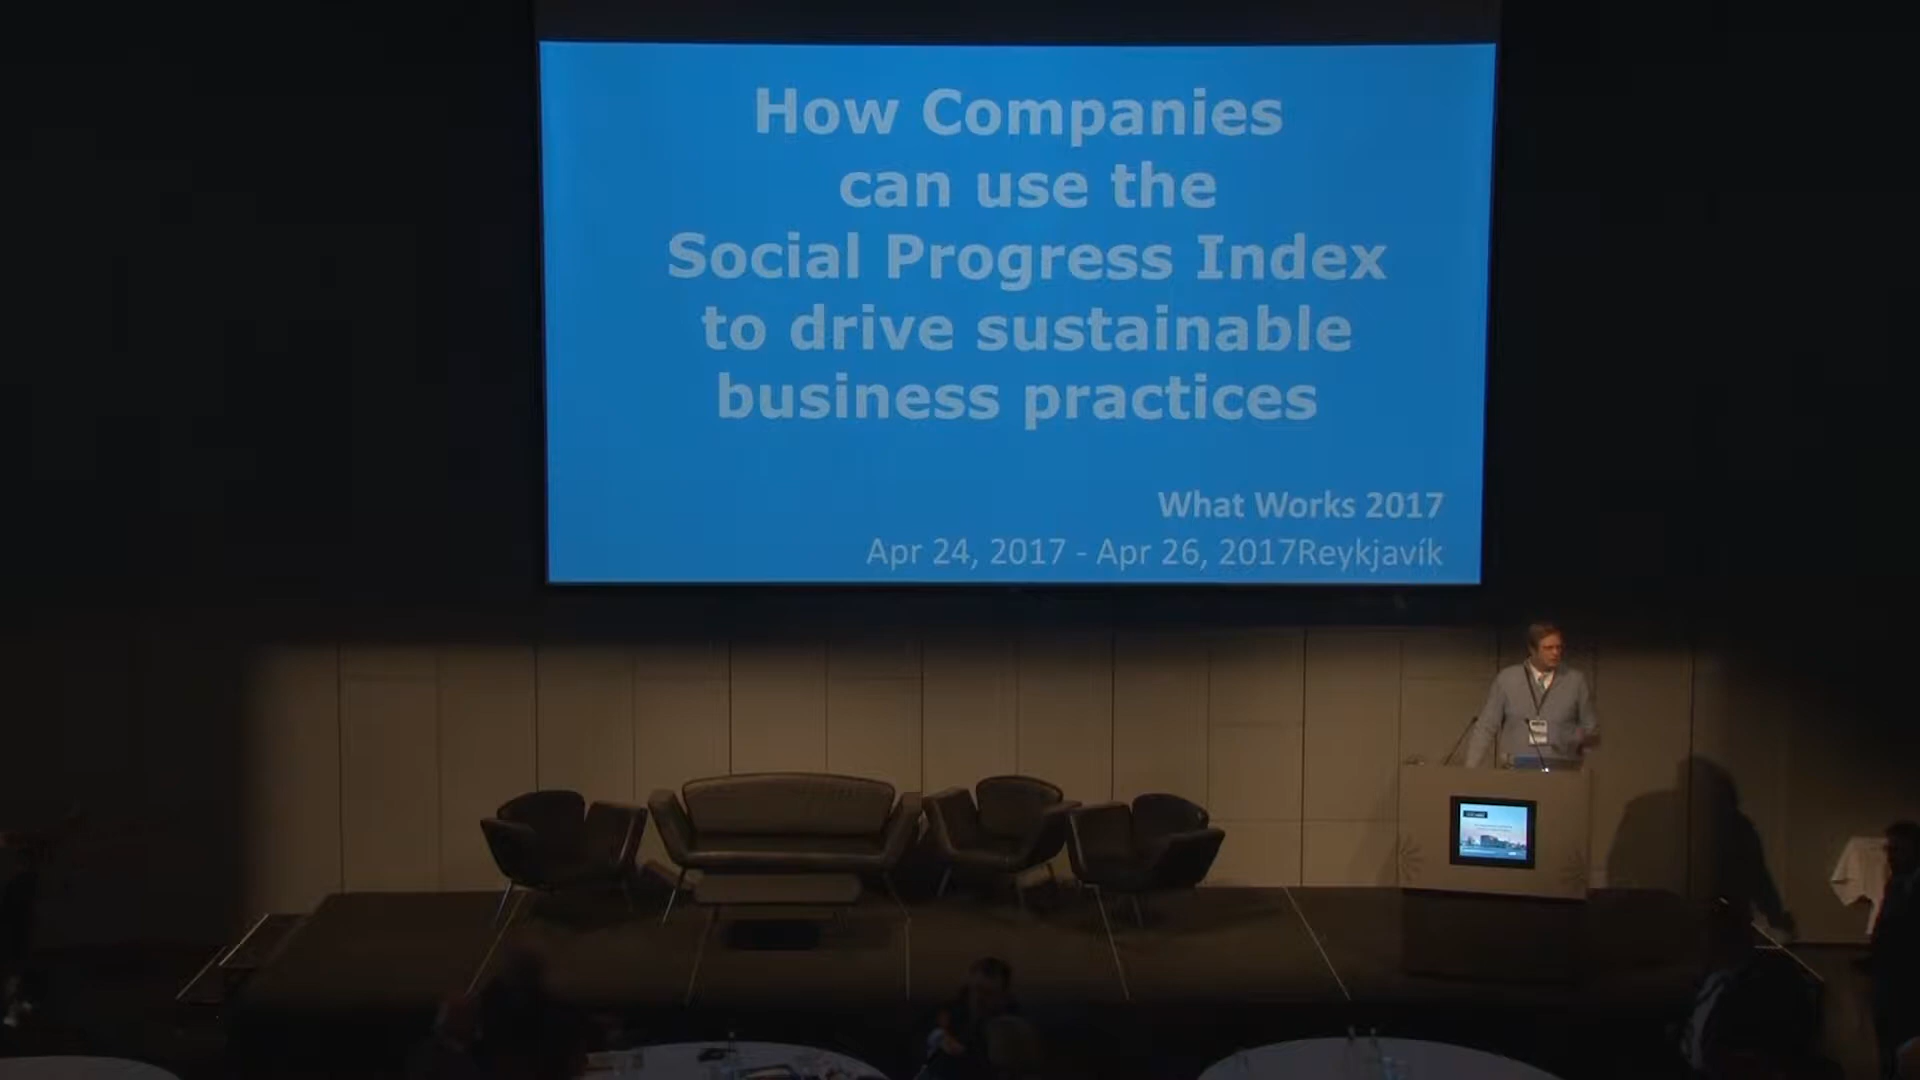 How Companies
can use the
Social Progress Index
to drive sustainable
business practices
What Works 2017
Apr 24, 2017 - Apr 26, 2017Reykjavík